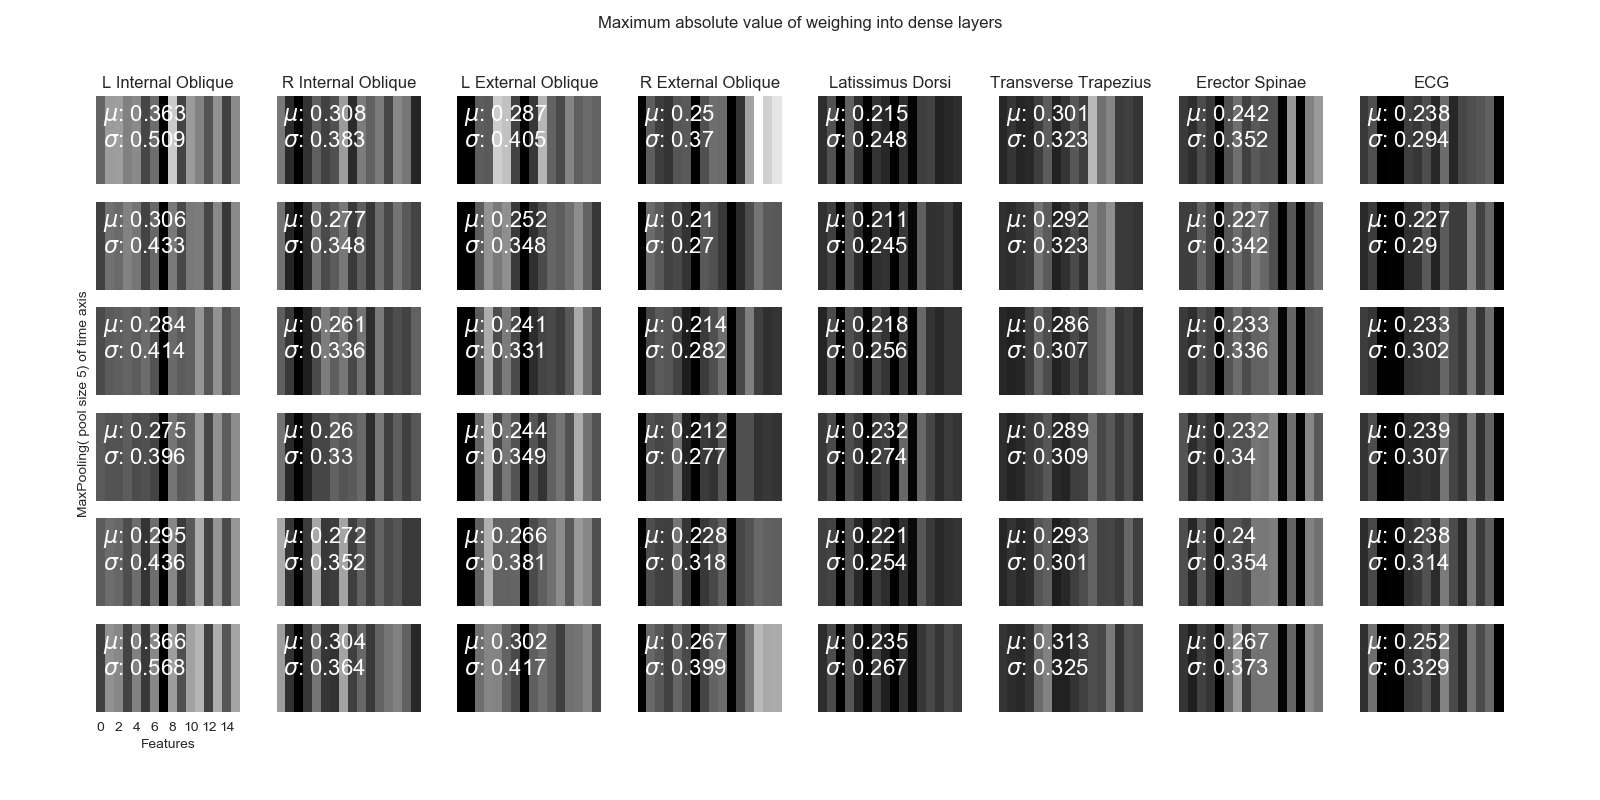 Maximum absolute value of weighing into dense layers
L Internal Oblique R Internal Oblique L External Oblique R External Oblique Latissimus Dorsi Transverse Trapezius Erector Spinae ECG
μ: 0.363 μ: 0.308 μ: 0.287 μ: 0.25 μ: 0.215 μ: 0.301 μ: 0.242 μ: 0.238
σ: 0.509 σ: 0.383 σ: 0.405 σ: 0.37 σ: 0.248 σ: 0.323 σ: 0.352 σ: 0.294
μ: 0.306 μ: 0.277 μ: 0.252 μ: 0.21 μ: 0.211 μ: 0.292 μ: 0.227 μ: 0.227
σ: 0.433 σ: 0.348 σ: 0.348 σ: 0.27 σ: 0.245 σ: 0.323 σ: 0.342 σ: 0.29
MaxPooling( pool size 5) of time axis
μ: 0.284 μ: 0.261 μ: 0.241 μ: 0.214 μ: 0.218 μ: 0.286 μ: 0.233 μ: 0.233
σ: 0.414 σ: 0.336 σ: 0.331 σ: 0.282 σ: 0.256 σ: 0.307 σ: 0.336 σ: 0.302
μ: 0.275 μ: 0.26 μ: 0.244 μ: 0.212 μ: 0.232 μ: 0.289 μ: 0.232 μ: 0.239
σ: 0.396 σ: 0.33 σ: 0.349 σ: 0.277 σ: 0.274 σ: 0.309 σ: 0.34 σ: 0.307
μ: 0.295 μ: 0.272 μ: 0.266 μ: 0.228 μ: 0.221 μ: 0.293 μ: 0.24 μ: 0.238
σ: 0.436 σ: 0.352 σ: 0.381 σ: 0.318 σ: 0.254 σ: 0.301 σ: 0.354 σ: 0.314
μ: 0.366 μ: 0.304 μ: 0.302 μ: 0.267 μ: 0.235 μ: 0.313 μ: 0.267 μ: 0.252
σ: 0.568 σ: 0.364 σ: 0.417 σ: 0.399 σ: 0.267 σ: 0.325 σ: 0.373 σ: 0.329
0 2 4 6 8 10 12 14
Features